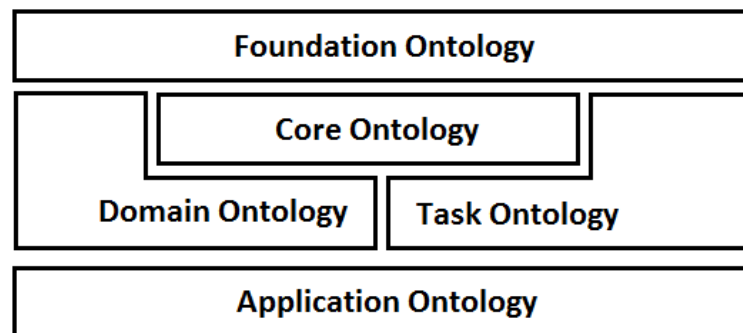 Foundation Ontology
Core Ontology
Domain Ontology
Task Ontology
Application Ontology